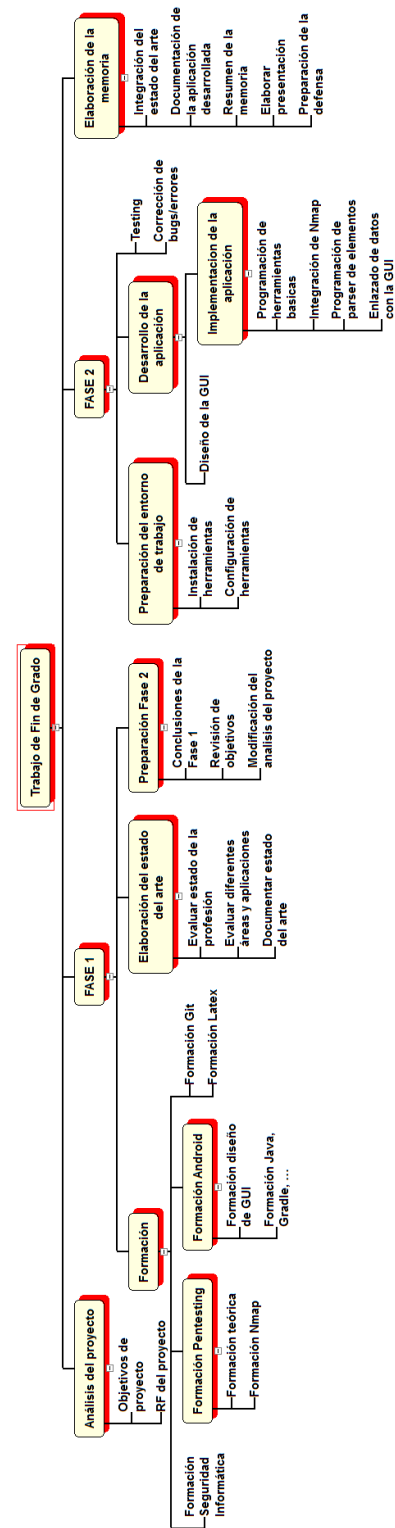 Trabajo de Fin de Grado
Análisis del proyecto
Objetivos de
proyecto
RF del proyecto
FASE 1
Formación
Formación
Seguridad
Informática
Formación Pentesting
Formación teórica
Formación Nmap
Formación Android
Formación diseño
de GUI
Formación Java,
Gradle, ...
Formación Git
Formación Latex
Elaboración del estado
del arte
Evaluar estado de la
profesión
Evaluar diferentes
áreas y aplicaciones
Documentar estado
del arte
Preparación Fase 2
Conclusiones de la
Fase 1
Revisión de
objetivos
Modificación del
analisis del proyecto
FASE 2
Preparación del entorno
de trabajo
Instalación de
herramientas
Configuración de
herramientas
Desarrollo de la
aplicación
Diseño de la GUI
Implementacion de la
aplicación
Programación de
herramientas
basicas
Integración de Nmap
Programación de
parser de elementos
Enlazado de datos
con la GUI
Testing
Corrección de
bugs/errores
Elaboración de la
memoria
Integración del
estado del arte
Documentación de
la aplicación
desarrollada
Resumen de la
memoria
Elaborar
presentación
Preparación de la
defensa